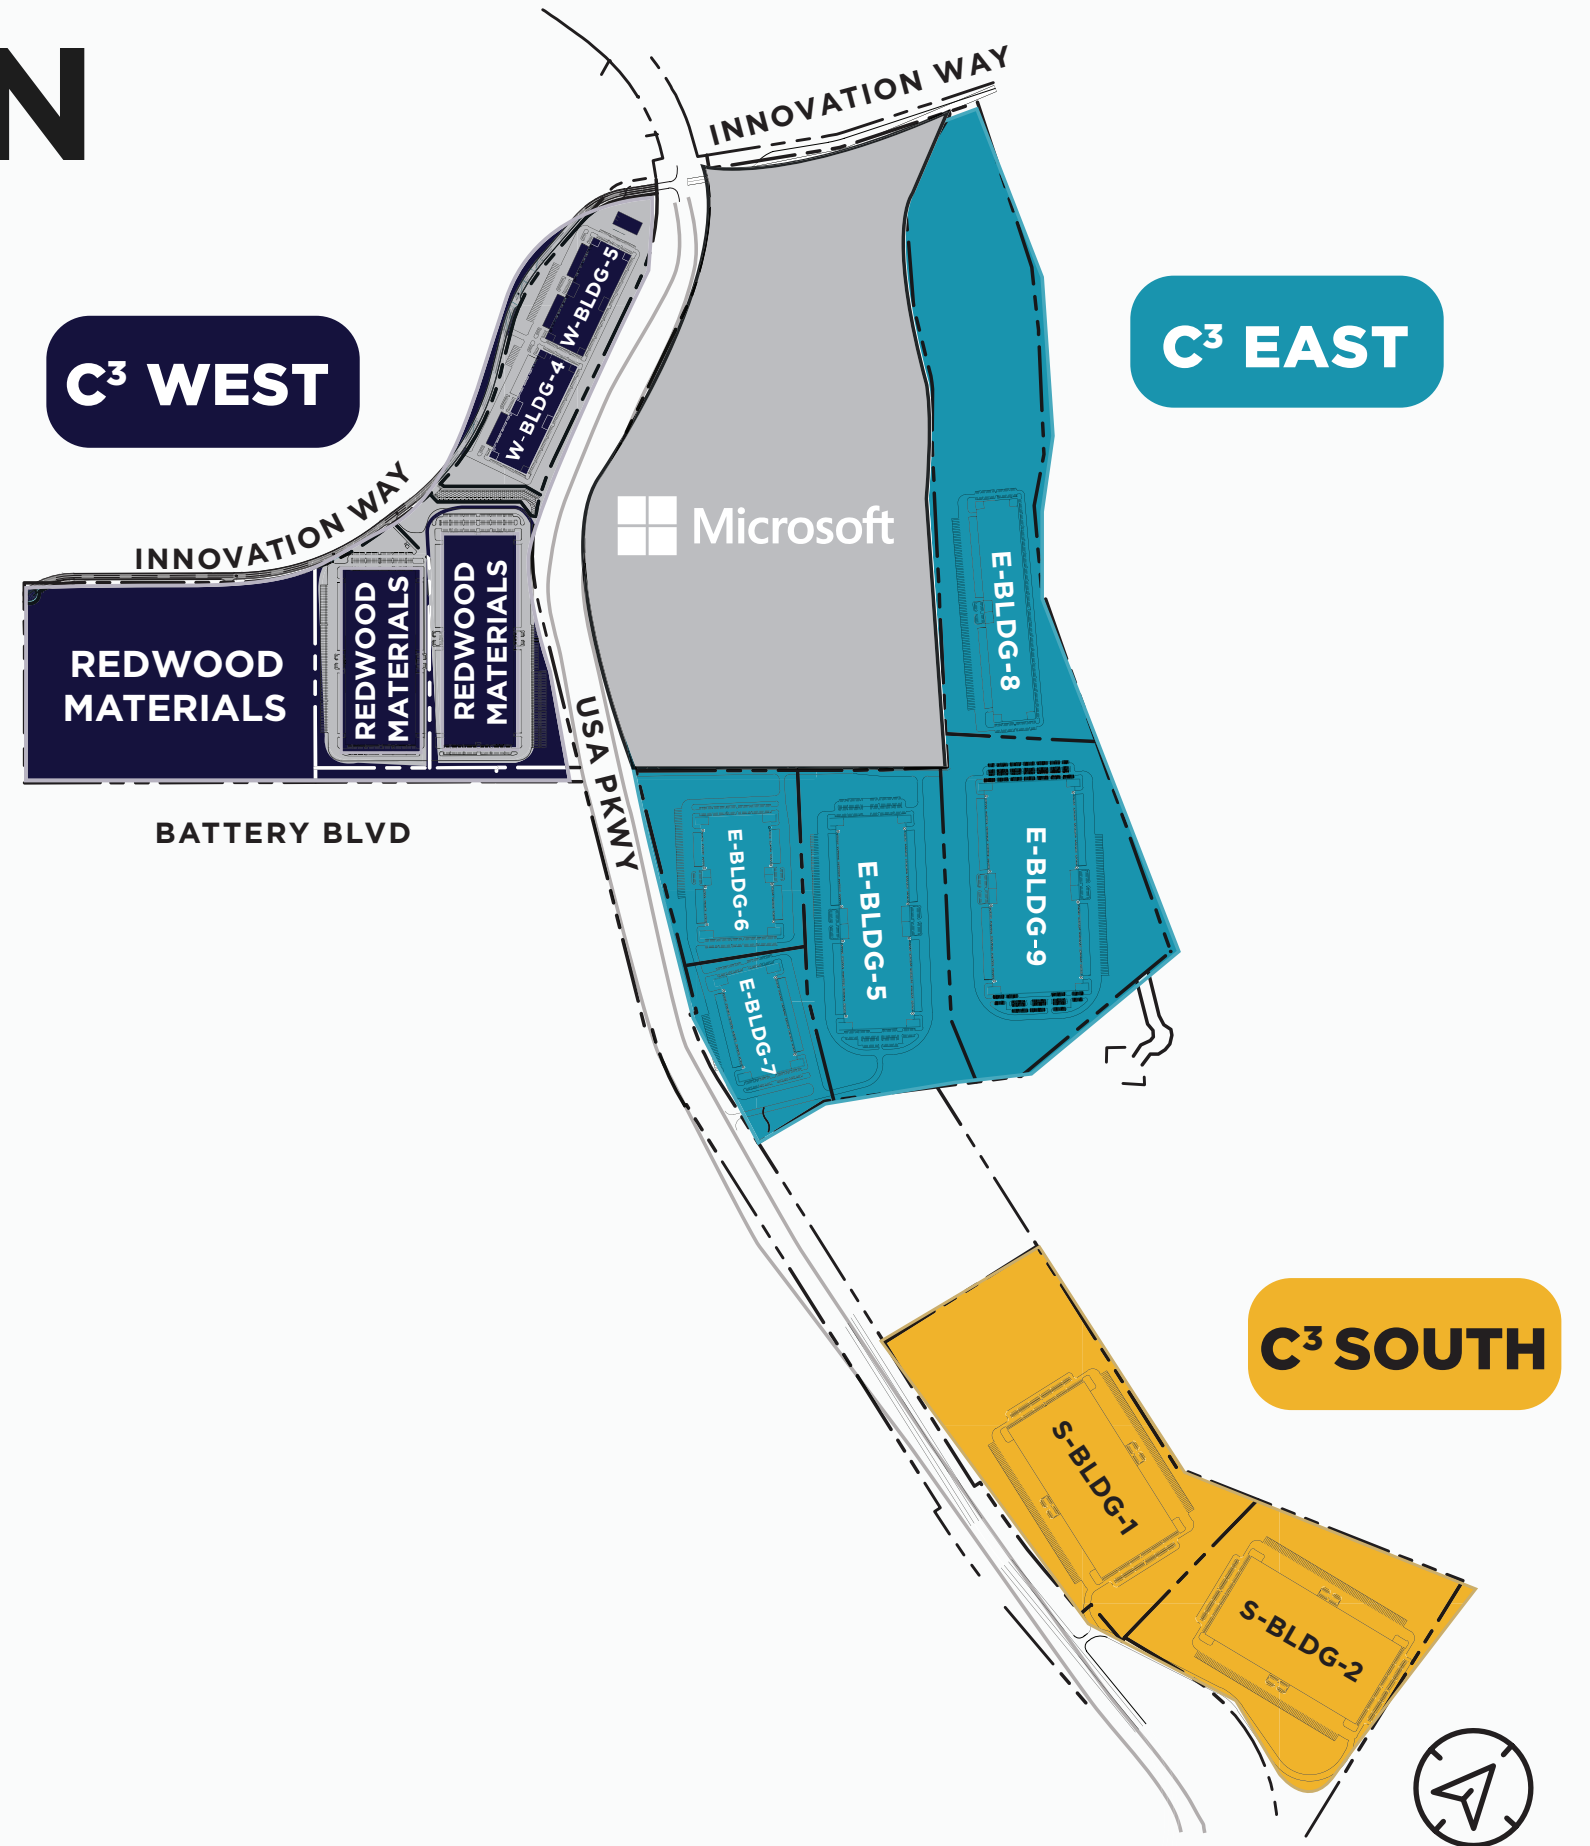 N
INNOVATION WAY
C³ WEST
C³ EAST
W-BLDG-5
W-BLDG-4
INNOVATION WAY
Microsoft
REDWOOD
MATERIALS
REDWOOD
MATERIALS
REDWOOD
MATERIALS
E-BLDG-8
USA PKWY
BATTERY BLVD
E-BLDG-6
E-BLDG-5
E-BLDG-9
E-BLDG-7
C³ SOUTH
S-BLDG-1
S-BLDG-2